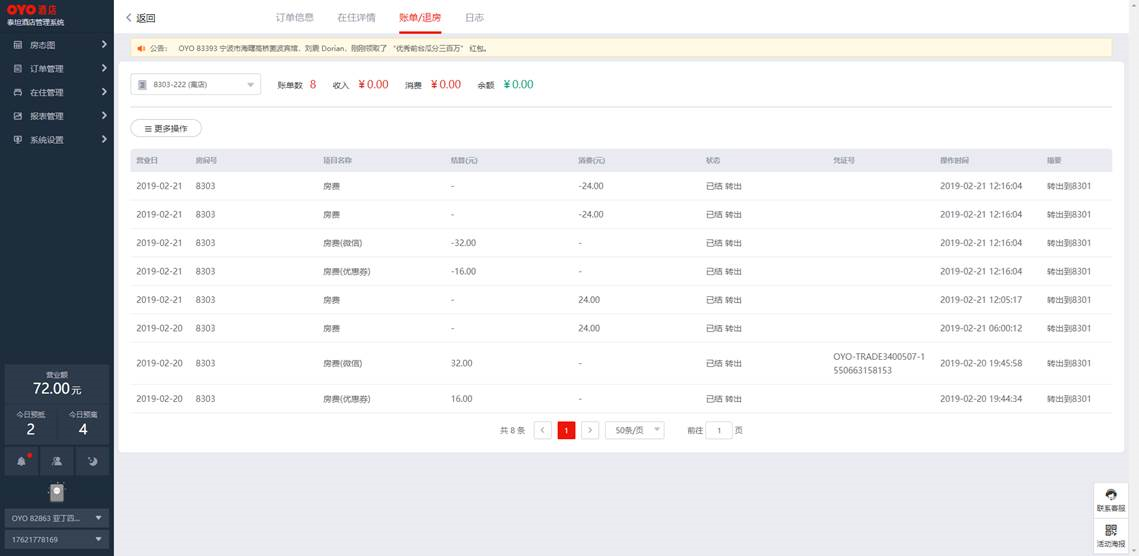 OYO 酒店
泰坦酒店管理系统
房态图
订单管理
在住管理
报表管理
系统设置
营业额
72.00 元
今日预抵 今日预离
2 4
OYO 82863 亚丁四...
17621778169
返回 订单信息 在住详情 账单/退房 日志
公告： OYO 83393 宁波市海曙高桥菌波宾馆，刘震 Dorian，刚刚领取了 “优秀前台瓜分三百万” 红包。
8303-222 (离店) 账单数 8 收入 ¥0.00 消费 ¥0.00 余额 ¥0.00
更多操作
营业日 房间号 项目名称 结算(元) 消费(元) 状态 凭证号 操作时间 摘要
2019-02-21 8303 房费 - -24.00 已结 转出 2019-02-21 12:16:04 转出到8301
2019-02-21 8303 房费 - -24.00 已结 转出 2019-02-21 12:16:04 转出到8301
2019-02-21 8303 房费(微信) -32.00 - 已结 转出 2019-02-21 12:16:04 转出到8301
2019-02-21 8303 房费(优惠券) -16.00 - 已结 转出 2019-02-21 12:16:04 转出到8301
2019-02-21 8303 房费 - 24.00 已结 转出 2019-02-21 12:05:17 转出到8301
2019-02-20 8303 房费 - 24.00 已结 转出 2019-02-21 06:00:12 转出到8301
2019-02-20 8303 房费(微信) 32.00 - 已结 转出 OYO-TRADE3400507-1
550663158153 2019-02-20 19:45:58 转出到8301
2019-02-20 8303 房费(优惠券) 16.00 - 已结 转出 2019-02-20 19:44:34 转出到8301
共 8 条 1 50条/页 前往 1 页
联系客服
活动海报